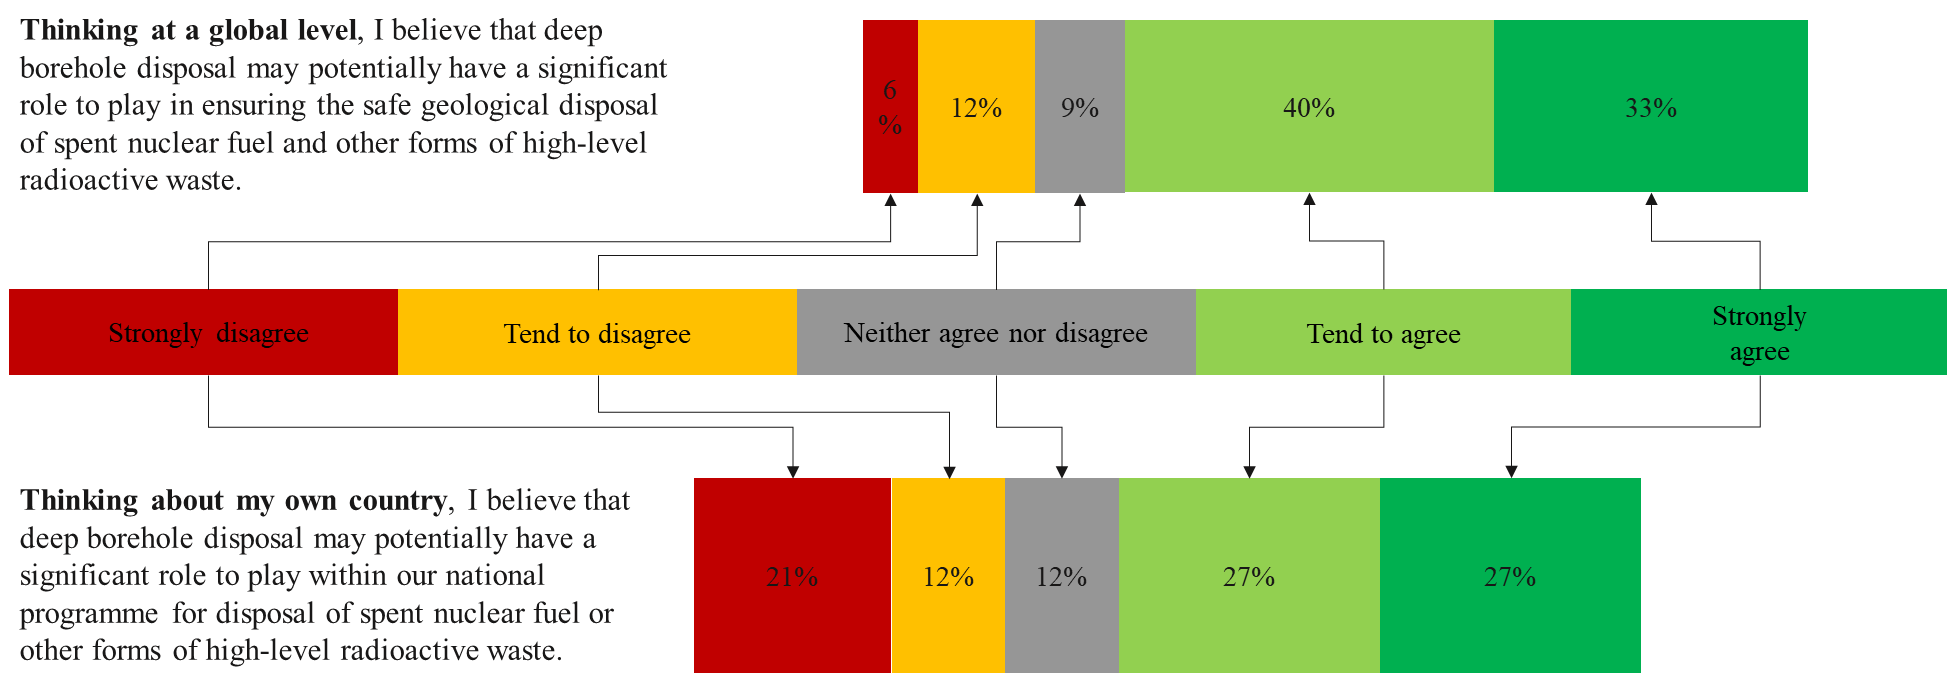 Thinking at a global level, I believe that deep
borehole disposal may potentially have a significant
role to play in ensuring the safe geological disposal
of spent nuclear fuel and other forms of high-level
radioactive waste.
6
%
12%
9%
40%
33%
Strongly disagree
Tend to disagree
Neither agree nor disagree
Tend to agree
Strongly
agree
Thinking about my own country, I believe that
deep borehole disposal may potentially have a
significant role to play within our national
programme for disposal of spent nuclear fuel or
other forms of high-level radioactive waste.
21%
12%
12%
27%
27%